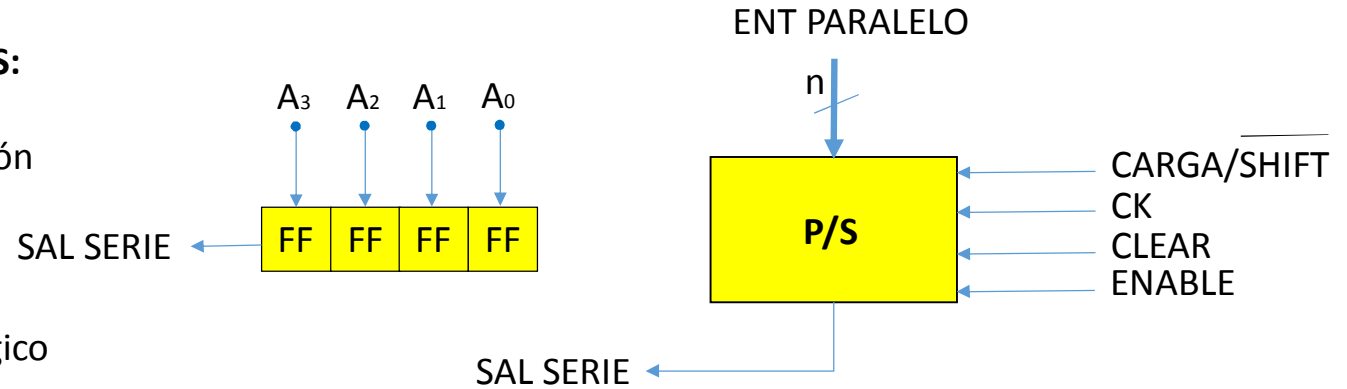 S:
ón
gico
A3 A2 A1 A0
FF FF FF FF
SAL SERIE
ENT PARALELO
n
P/S
CARGA/SHIFT
CK
CLEAR
ENABLE
SAL SERIE